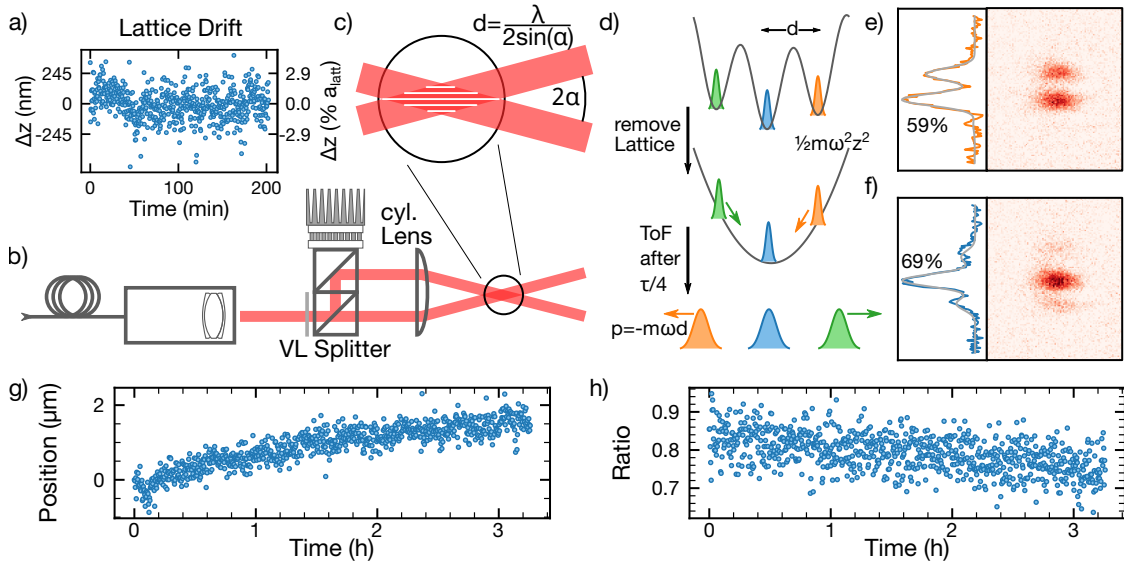 a)
Lattice Drift
Δz (nm)
245
0
-245
2.9
0.0
-2.9
Δz (% a_latt)
0
100
200
Time (min)
b)
VL Splitter
cyl.
Lens
c)
d=λ/2sin(α)
2α
d)
d
remove
Lattice
½mω²z²
ToF
after
τ/4
p=-mωd
e)
59%
f)
69%
g)
Position (μm)
2
0
0
1
2
3
Time (h)
h)
Ratio
0.9
0.8
0.7
0
1
2
3
Time (h)